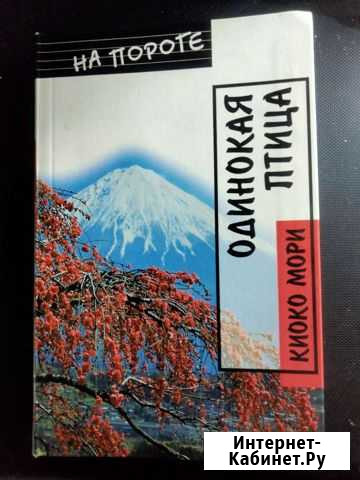 НА ПОРОГЕ
ОДИНОКАЯ
ПТИЦА
КИОКО МОРИ
Интернет-
Кабинет.Ру